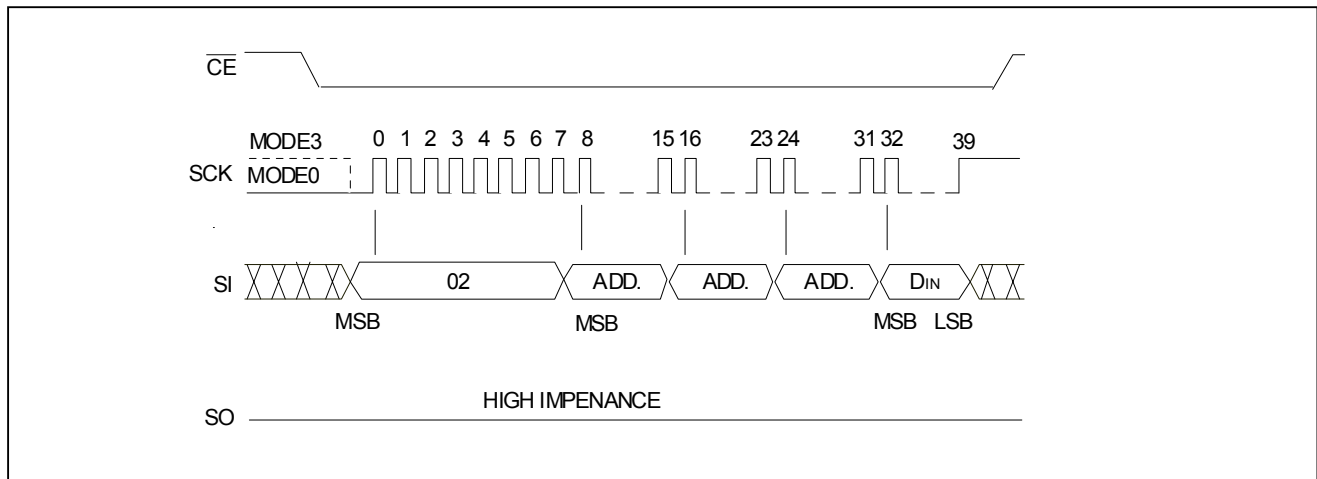 CE
MODE3 0 1 2 3 4 5 6 7 8 15 16 23 24 31 32 39
SCK MODE0
SI 02 ADD. ADD. ADD. DIN
MSB MSB MSB LSB
HIGH IMPENANCE
SO